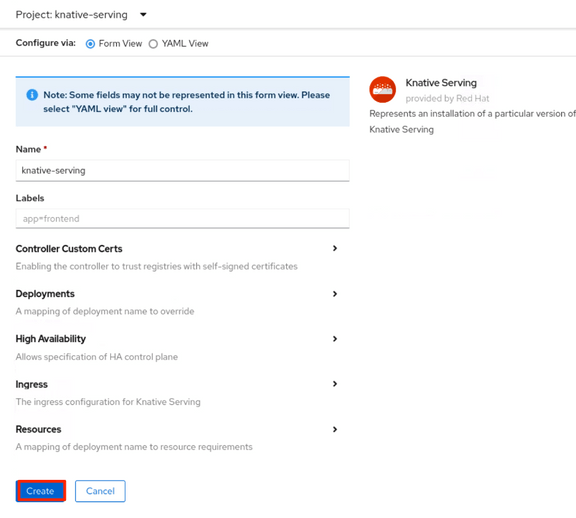 Project: knative-serving
Configure via: Form View YAML View
Note: Some fields may not be represented in this form view. Please
select "YAML view" for full control.
Knative Serving
provided by Red Hat
Represents an installation of a particular version of
Knative Serving
Name *
knative-serving
Labels
app=frontend
Controller Custom Certs
Enabling the controller to trust registries with self-signed certificates
Deployments
A mapping of deployment name to override
High Availability
Allows specification of HA control plane
Ingress
The ingress configuration for Knative Serving
Resources
A mapping of deployment name to resource requirements
Create Cancel